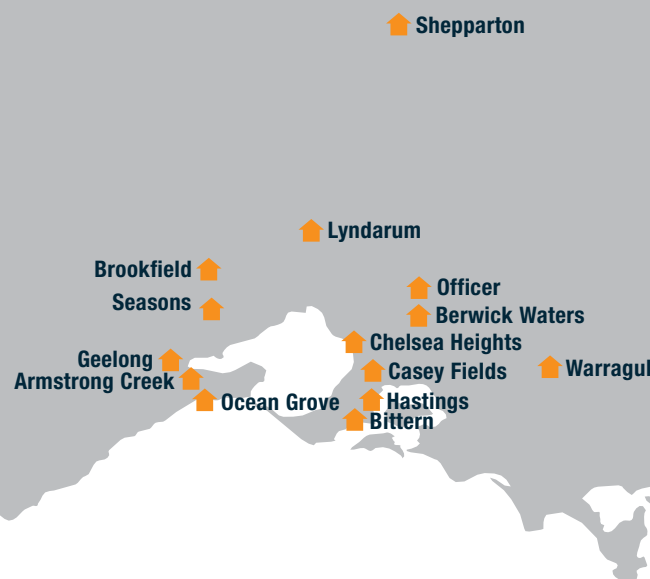 Shepparton
Lyndarum
Brookfield
Officer
Seasons
Berwick Waters
Chelsea Heights
Geelong
Casey Fields
Warragul
Armstrong Creek
Ocean Grove
Hastings
Bittern